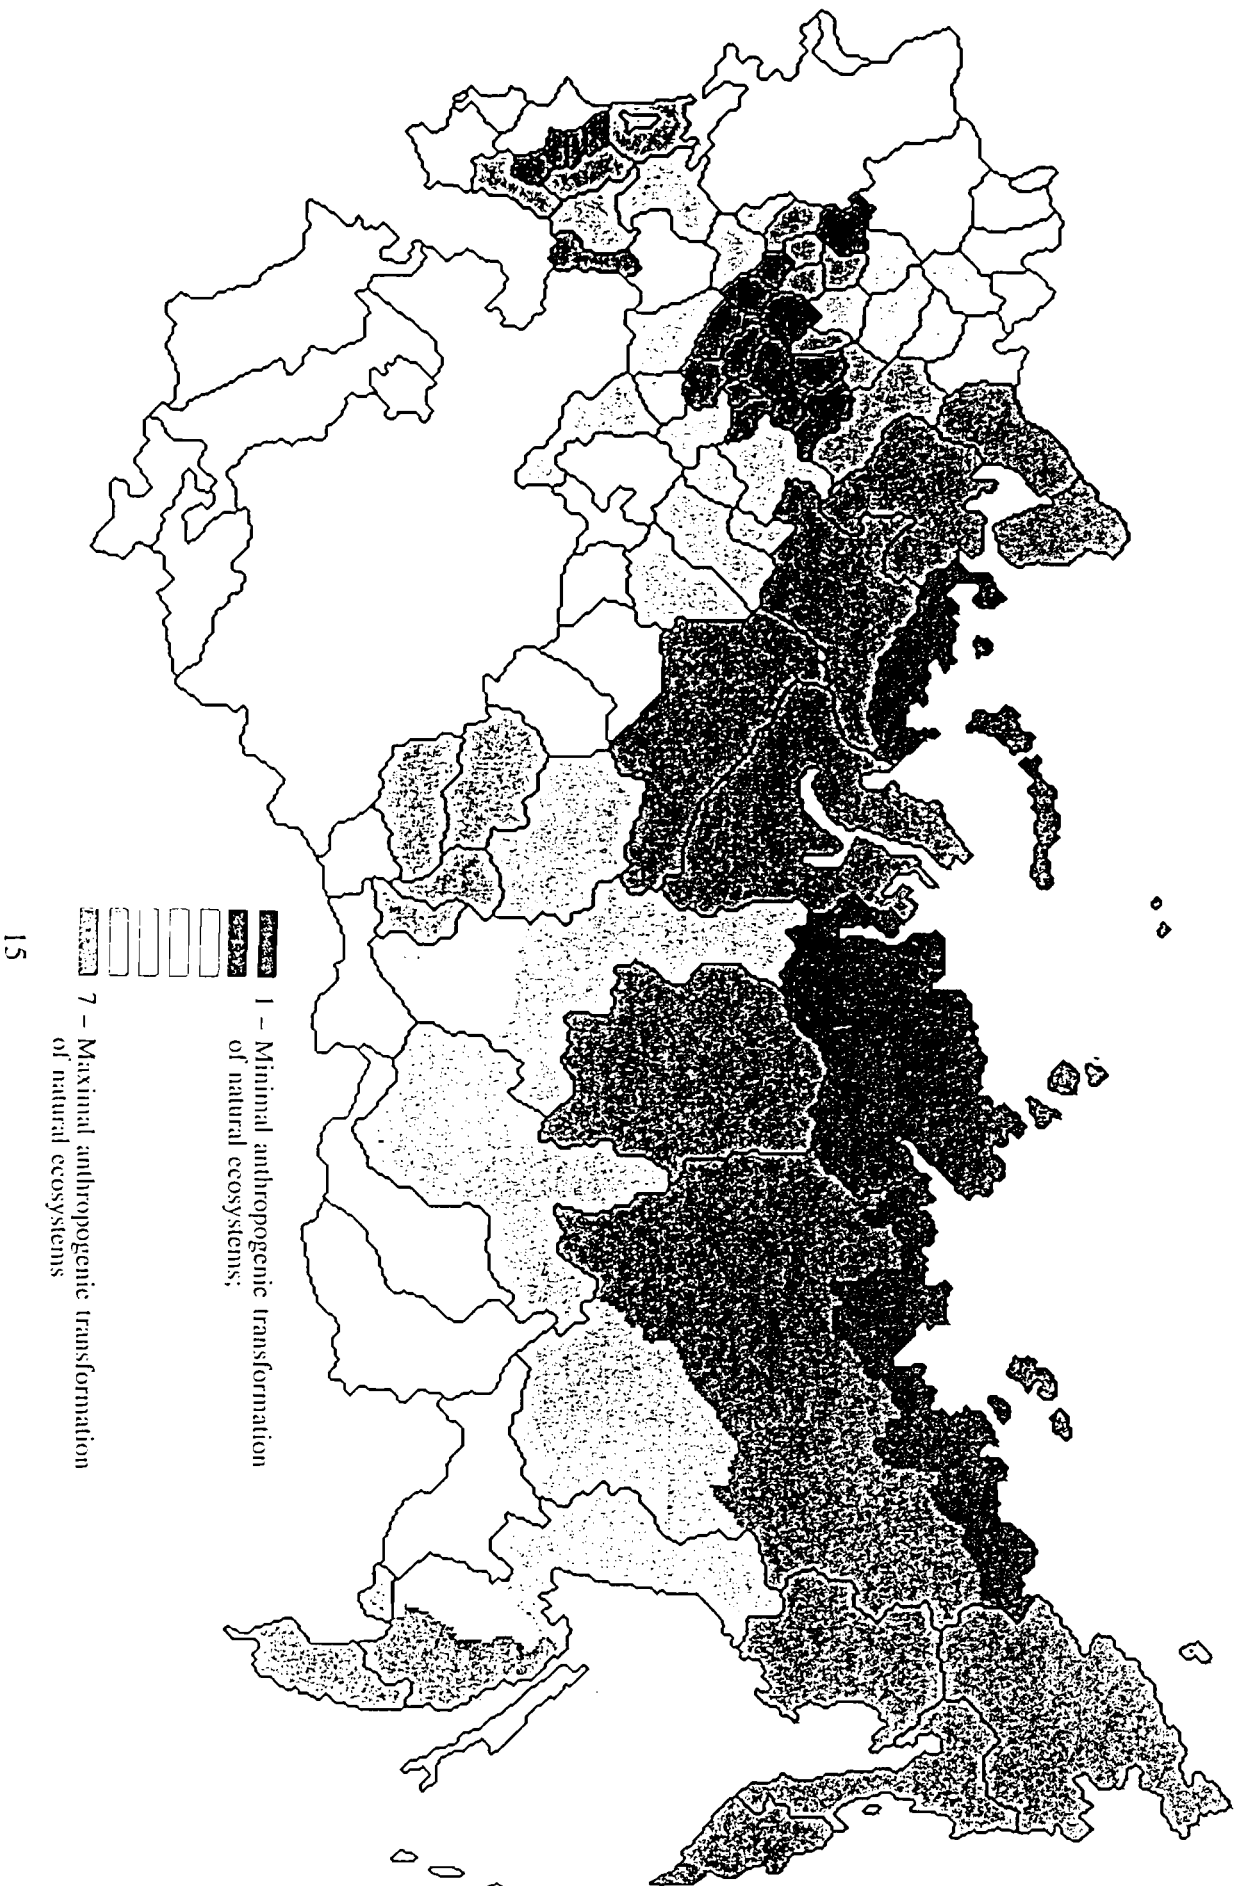 1 – Minimal anthropogenic transformation
of natural ecosystems;
7 – Maximal anthropogenic transformation
of natural ecosystems
15